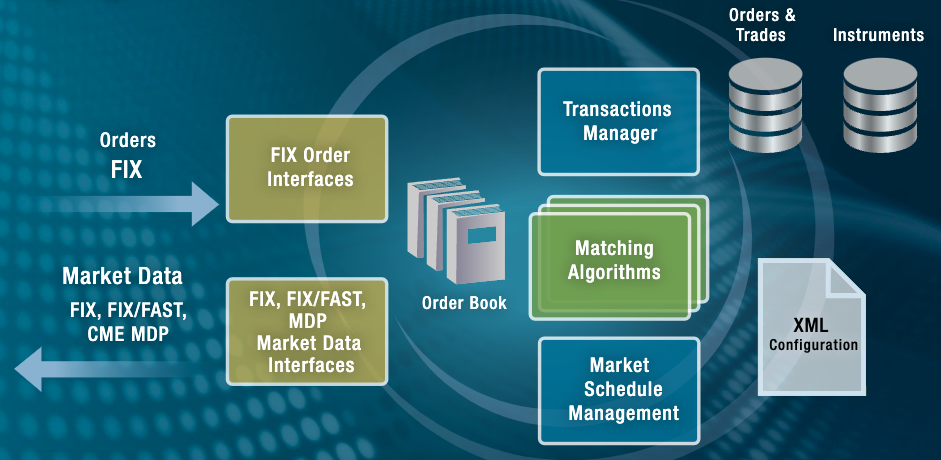 Orders
FIX
FIX Order
Interfaces
Market Data
FIX, FIX/FAST,
CME MDP
FIX, FIX/FAST,
MDP
Market Data
Interfaces
Order Book
Transactions
Manager
Matching
Algorithms
Market
Schedule
Management
Orders &
Trades
Instruments
XML
Configuration